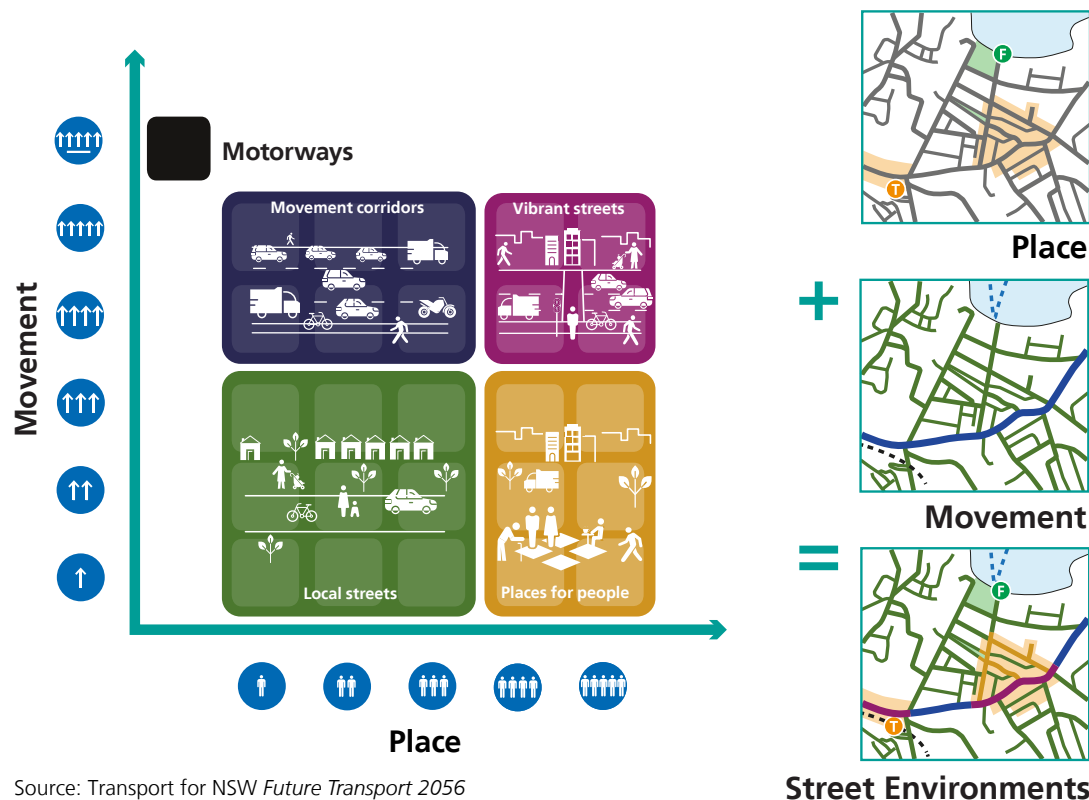 F
T
Place
+
Movement
=
F
T
Street Environments
Movement
Motorways
Movement corridors
Vibrant streets
Local streets
Places for people
Place
Source: Transport for NSW Future Transport 2056